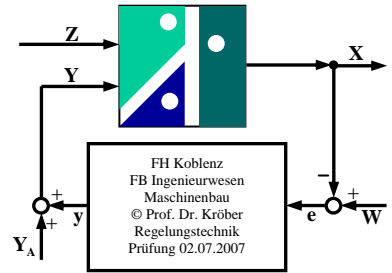 Z
X
Y
FH Koblenz
FB Ingenieurwesen
Maschinenbau
© Prof. Dr. Kröber
Regelungstechnik
Prüfung 02.07.2007
−
+
+
+
y
e
W
Y_A